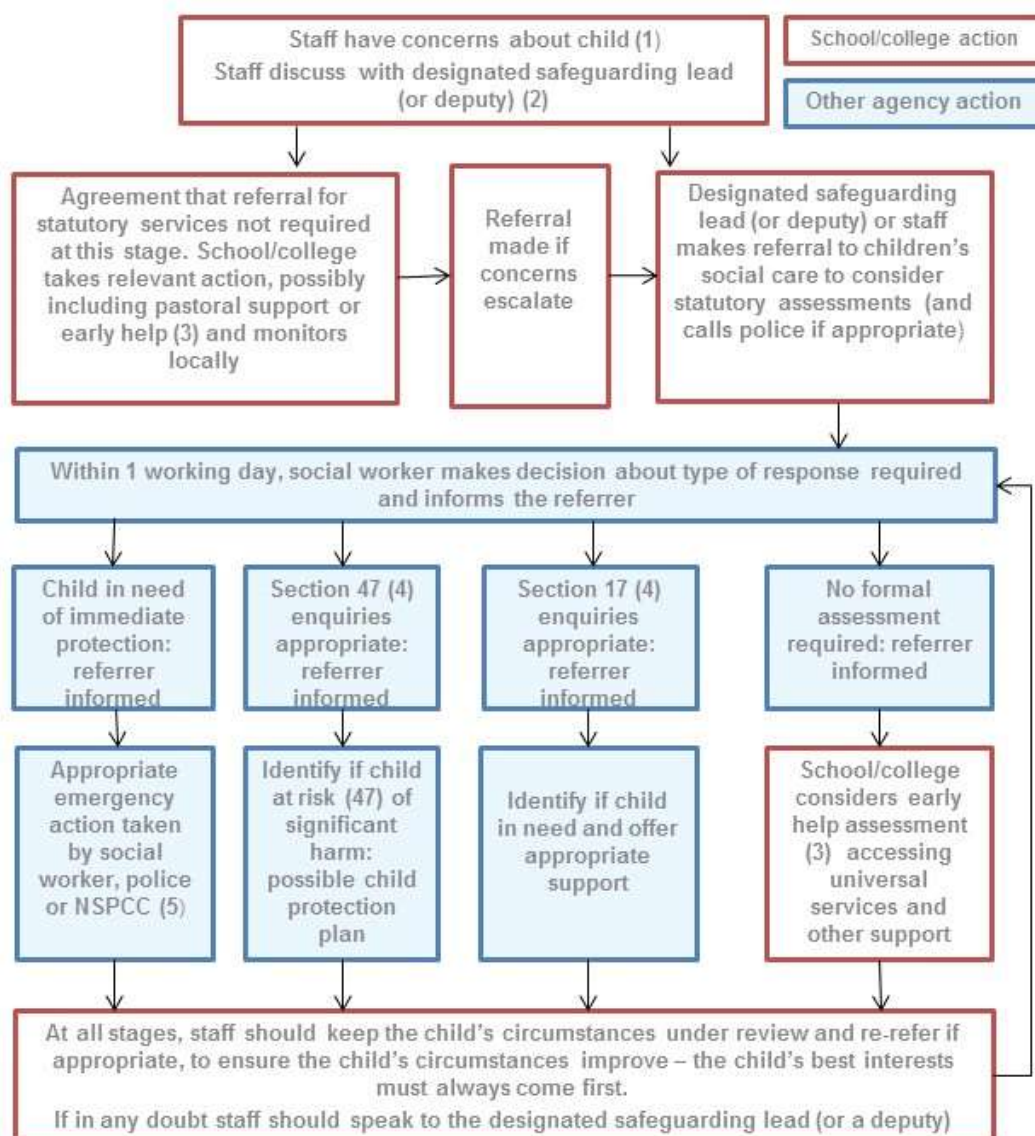 Staff have concerns about child (1)
Staff discuss with designated safeguarding lead
(or deputy) (2)
School/college action
Other agency action
Agreement that referral for
statutory services not required
at this stage. School/college
takes relevant action, possibly
including pastoral support or
early help (3) and monitors
locally
Referral
made if
concerns
escalate
Designated safeguarding
lead (or deputy) or staff
makes referral to children's
social care to consider
statutory assessments (and
calls police if appropriate)
Within 1 working day, social worker makes decision about type of response required
and informs the referrer
Child in need
of immediate
protection:
referrer
informed
Section 47 (4)
enquiries
appropriate:
referrer
informed
Section 17 (4)
enquiries
appropriate:
referrer
informed
No formal
assessment
required: referrer
informed
Appropriate
emergency
action taken
by social
worker, police
or NSPCC (5)
Identify if child
at risk (47) of
significant
harm:
possible child
protection
plan
Identify if child
in need and offer
appropriate
support
School/college
considers early
help assessment
(3) accessing
universal
services and
other support
At all stages, staff should keep the child's circumstances under review and re-refer if
appropriate, to ensure the child's circumstances improve – the child's best interests
must always come first.
If in any doubt staff should speak to the designated safeguarding lead (or a deputy)